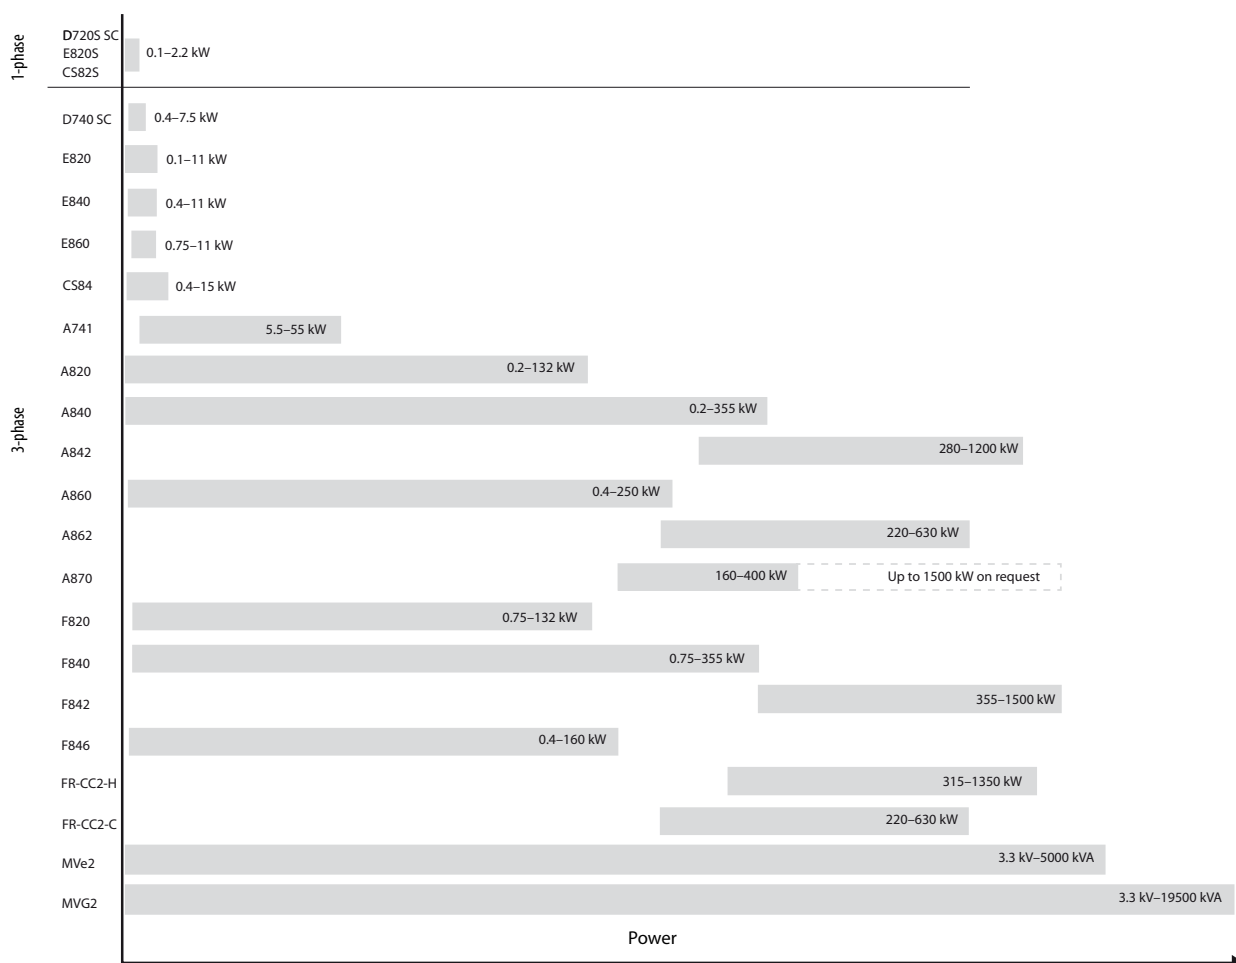 1-phase
D720S SC
E820S
CS82S
0.1–2.2 kW
3-phase
D740 SC
0.4–7.5 kW
E820
0.1–11 kW
E840
0.4–11 kW
E860
0.75–11 kW
CS84
0.4–15 kW
A741
5.5–55 kW
A820
0.2–132 kW
A840
0.2–355 kW
A842
280–1200 kW
A860
0.4–250 kW
A862
220–630 kW
A870
160–400 kW
Up to 1500 kW on request
F820
0.75–132 kW
F840
0.75–355 kW
F842
355–1500 kW
F846
0.4–160 kW
FR-CC2-H
315–1350 kW
FR-CC2-C
220–630 kW
MVe2
3.3 kV–5000 kVA
MVG2
3.3 kV–19500 kVA
Power